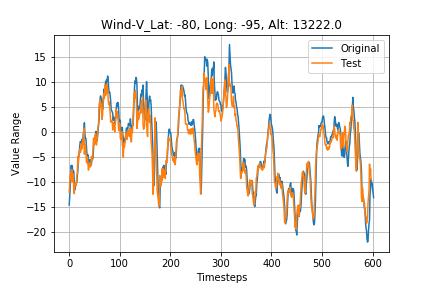 Wind-V_Lat: -80, Long: -95, Alt: 13222.0
Original
Test
Value Range
15
10
5
0
−5
−10
−15
−20
0 100 200 300 400 500 600
Timesteps